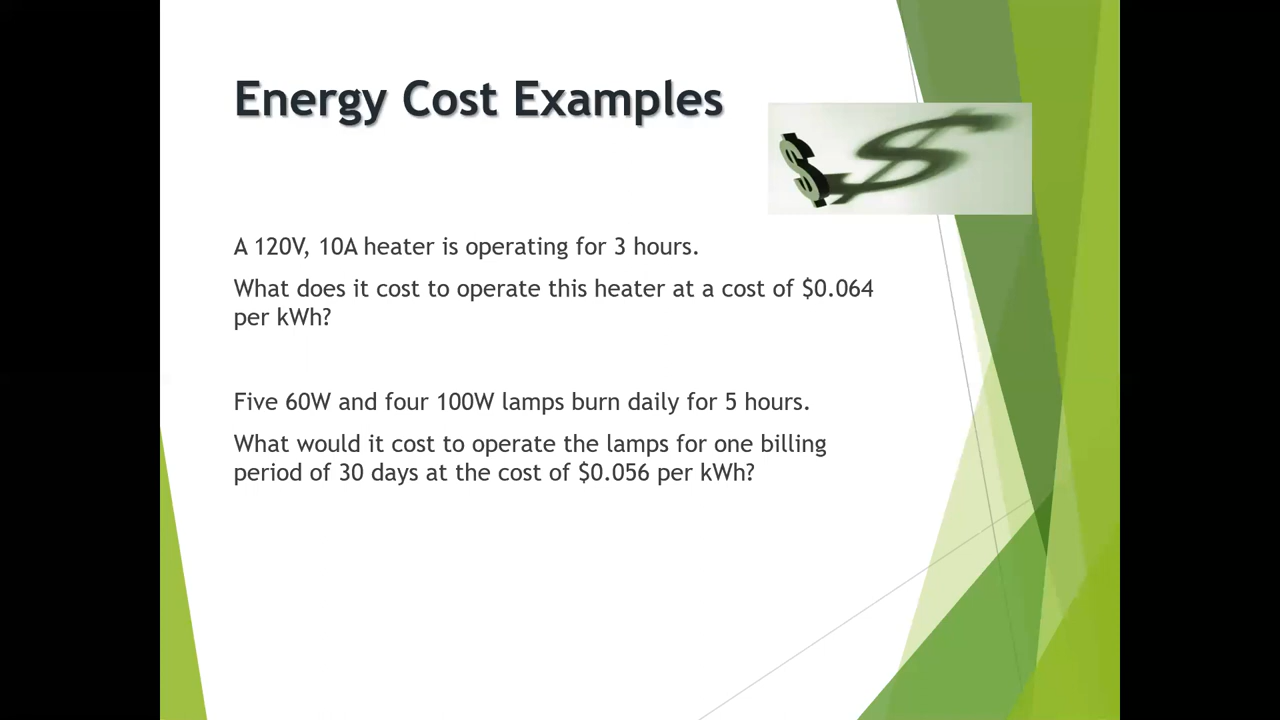 Energy Cost Examples
A 120V, 10A heater is operating for 3 hours.
What does it cost to operate this heater at a cost of $0.064
per kWh?
Five 60W and four 100W lamps burn daily for 5 hours.
What would it cost to operate the lamps for one billing
period of 30 days at the cost of $0.056 per kWh?